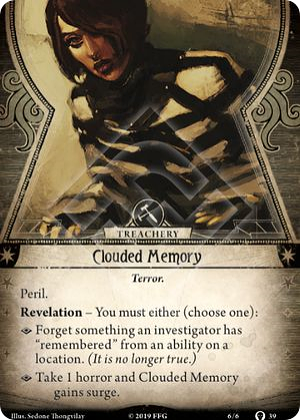 TREACHERY
Clouded Memory
Terror.
Peril.
Revelation – You must either (choose one):
Forget something an investigator has
“remembered” from an ability on a
location. (It is no longer true.)
Take 1 horror and Clouded Memory
gains surge.
Illus. Sedone Thongvilay © 2019 FFG 6/6 39